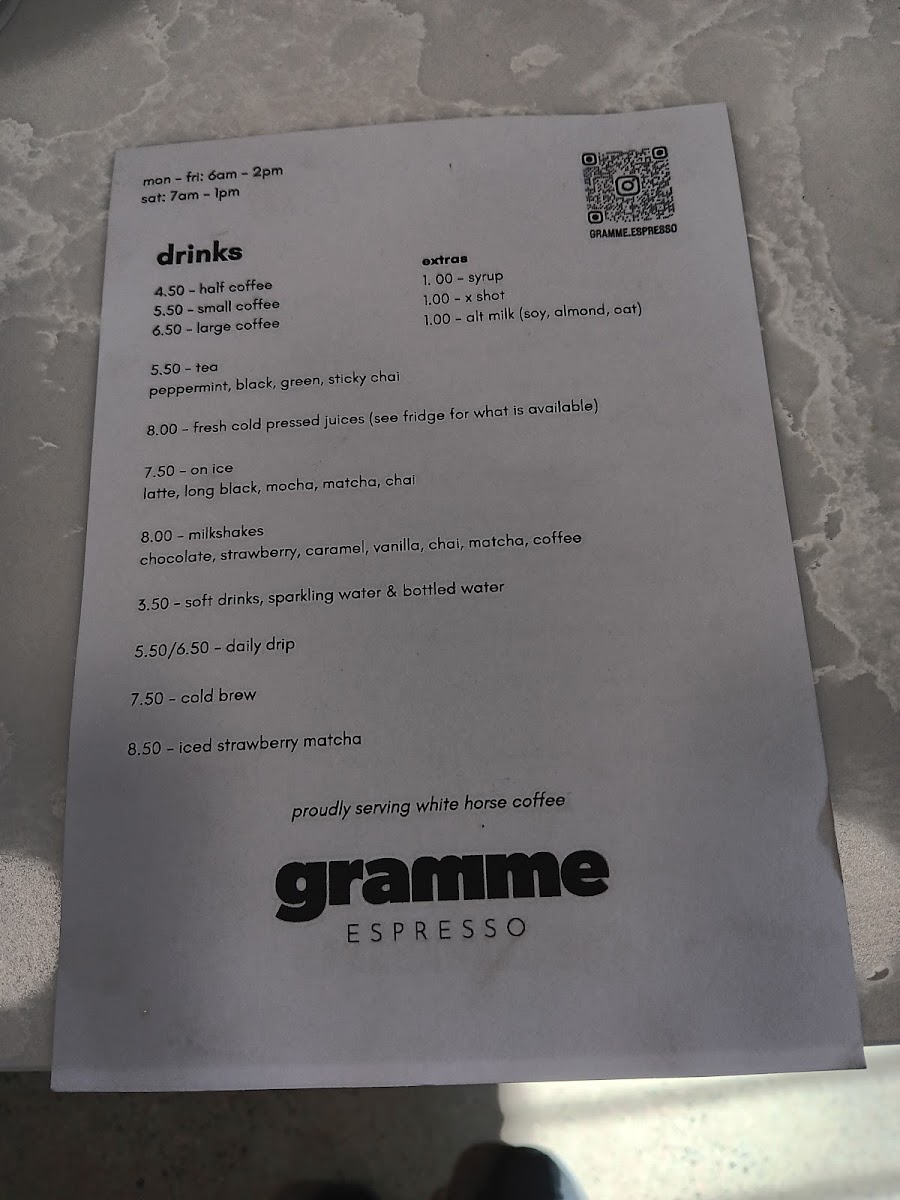 mon - fri: 6am - 2pm
sat: 7am - 1pm
GRAMME.ESPRESSO
drinks
4.50 - half coffee
5.50 - small coffee
6.50 - large coffee
extras
1. 00 - syrup
1.00 - x shot
1.00 - alt milk (soy, almond, oat)
5.50 - tea
peppermint, black, green, sticky chai
8.00 - fresh cold pressed juices (see fridge for what is available)
7.50 - on ice
latte, long black, mocha, matcha, chai
8.00 - milkshakes
chocolate, strawberry, caramel, vanilla, chai, matcha, coffee
3.50 - soft drinks, sparkling water & bottled water
5.50/6.50 - daily drip
7.50 - cold brew
8.50 - iced strawberry matcha
proudly serving white horse coffee
gramme
ESPRESSO